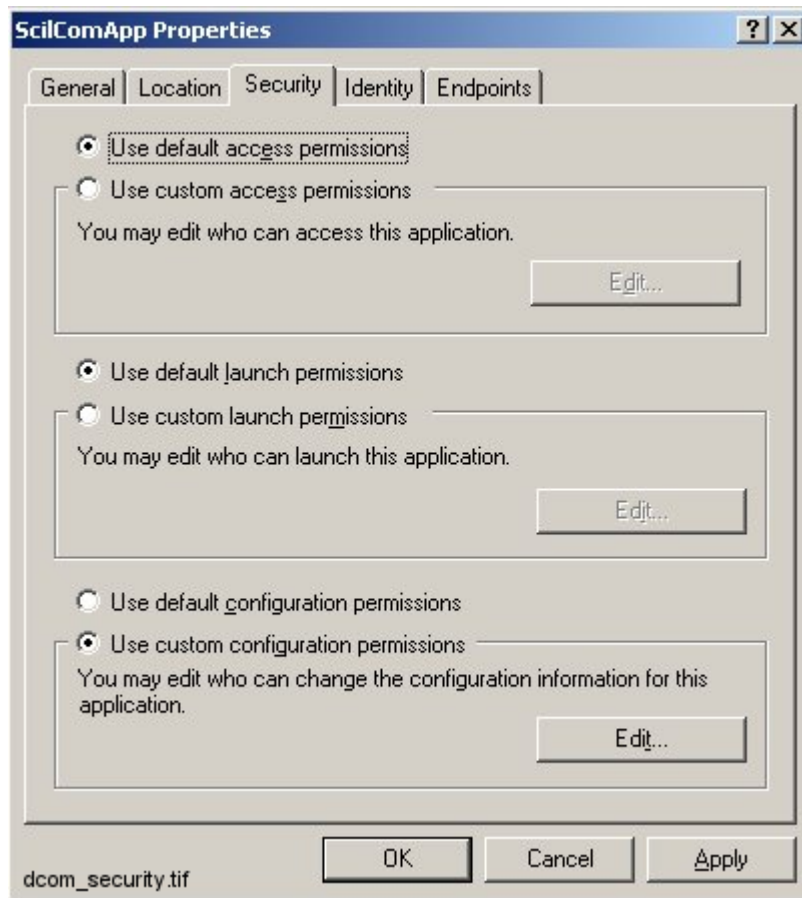 ScilComApp Properties
General Location Security Identity Endpoints
Use default access permissions
Use custom access permissions
You may edit who can access this application.
Edit...
Use default launch permissions
Use custom launch permissions
You may edit who can launch this application.
Edit...
Use default configuration permissions
Use custom configuration permissions
You may edit who can change the configuration information for this
application.
Edit...
OK Cancel Apply
dcom_security.tif